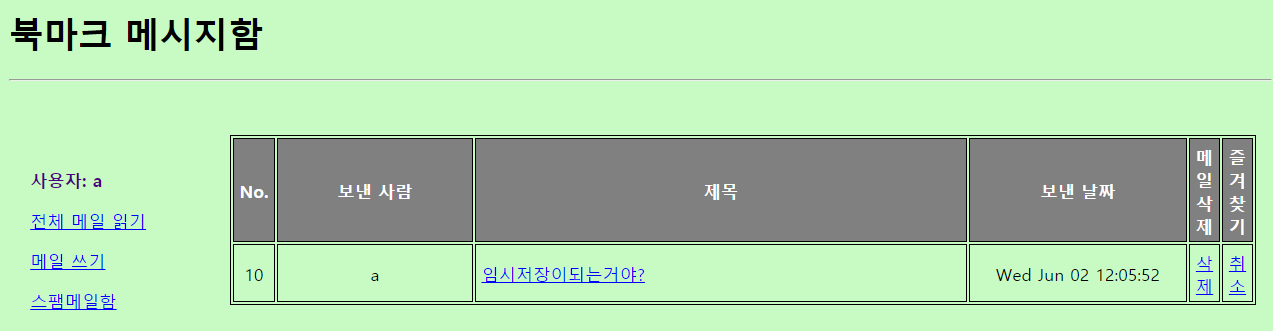 북마크 메시지함
사용자: a
전체 메일 읽기
메일 쓰기
스팸메일함
No. 보낸 사람 제목 보낸 날짜 메일삭제 즐겨찾기
10 a 임시저장이되는거야? Wed Jun 02 12:05:52 삭제 취소